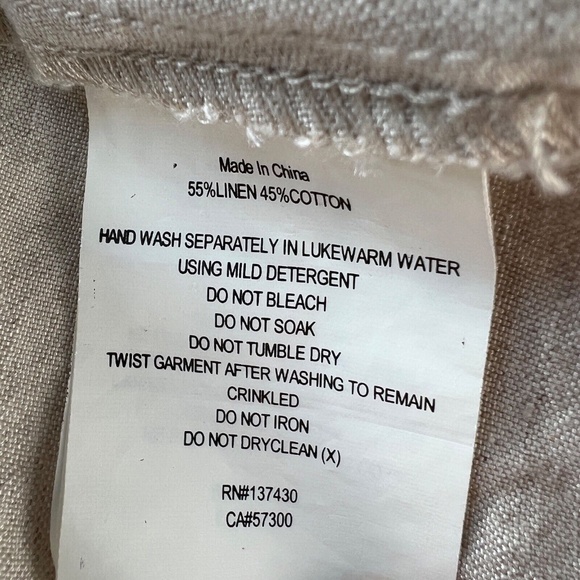 Made In China
55%LINEN 45%COTTON
HAND WASH SEPARATELY IN LUKEWARM WATER
USING MILD DETERGENT
DO NOT BLEACH
DO NOT SOAK
DO NOT TUMBLE DRY
TWIST GARMENT AFTER WASHING TO REMAIN
CRINKLED
DO NOT IRON
DO NOT DRYCLEAN (X)
RN#137430
CA#57300